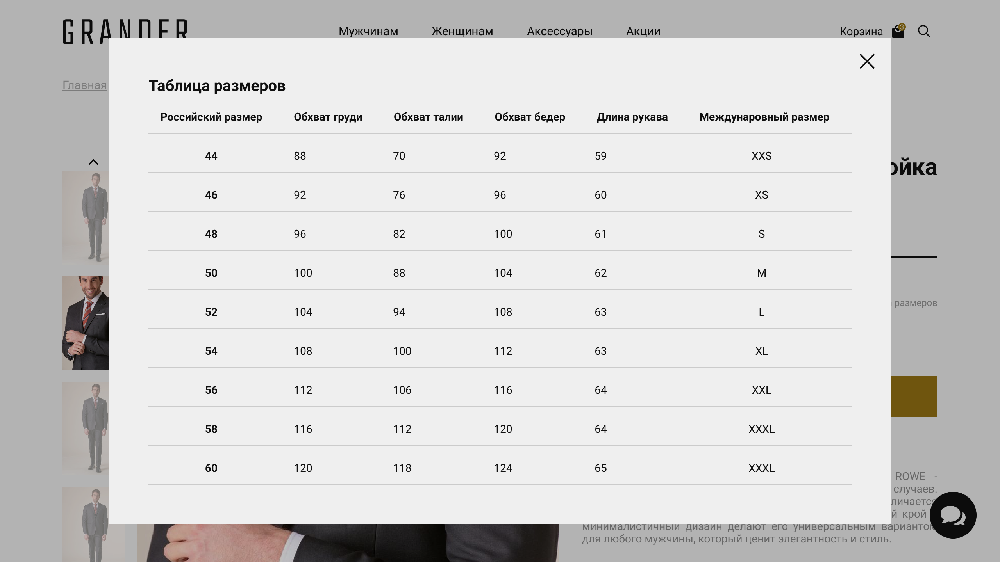 GRANDER
Мужчинам Женщинам Аксессуары Акции Корзина 3
Главная
Таблица размеров
Российский размер Обхват груди Обхват талии Обхват бедер Длина рукава Междунаровный размер
44 88 70 92 59 XXS
46 92 76 96 60 XS
48 96 82 100 61 S
50 100 88 104 62 M
52 104 94 108 63 L
54 108 100 112 63 XL
56 112 106 116 64 XXL
58 116 112 120 64 XXXL
60 120 118 124 65 XXXL
размеров
ROWE -
случаев.
крой
минималистичный дизайн делают его универсальным вариантом
для любого мужчины, который ценит элегантность и стиль.